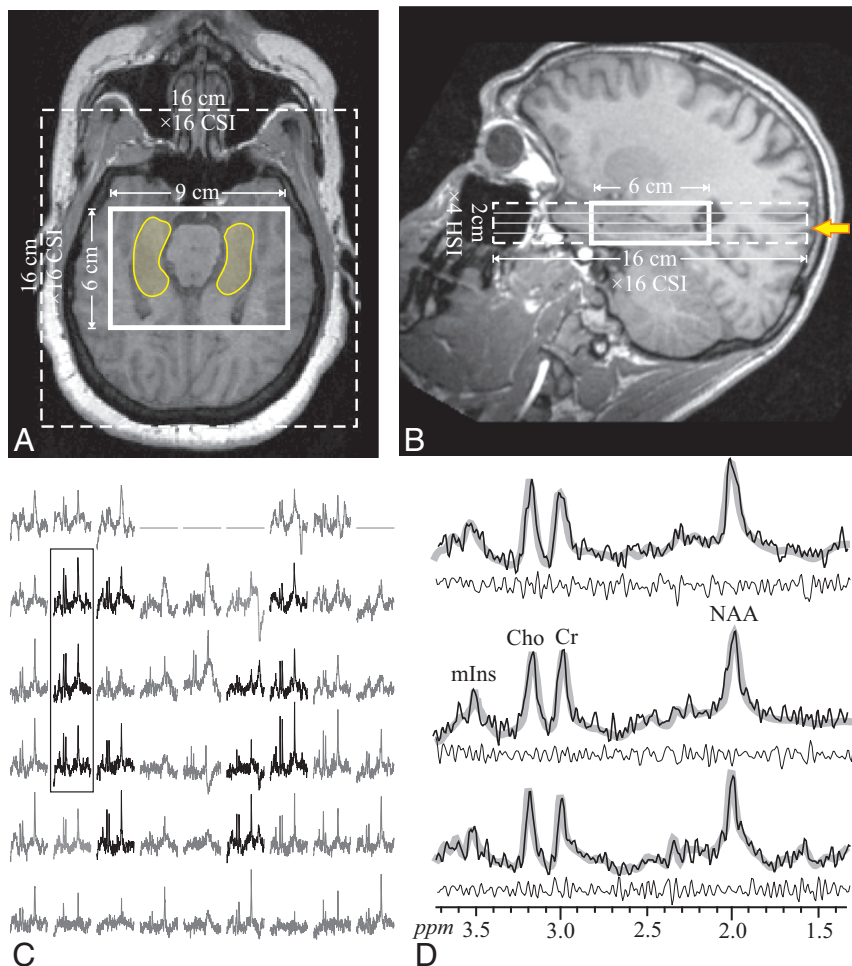 16 cm
×16 CSI
9 cm
16 cm
×16 CSI
6 cm
A
6 cm
2cm
×4 HSI
16 cm
×16 CSI
B
C
mIns
Cho
Cr
NAA
ppm 3.5 3.0 2.5 2.0 1.5
D